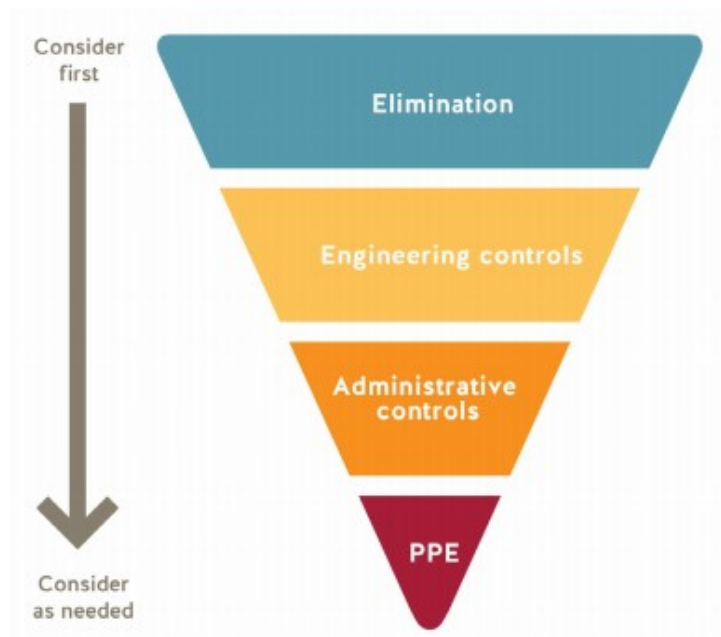 Consider
first
Elimination
Engineering controls
Administrative
controls
PPE
Consider
as needed